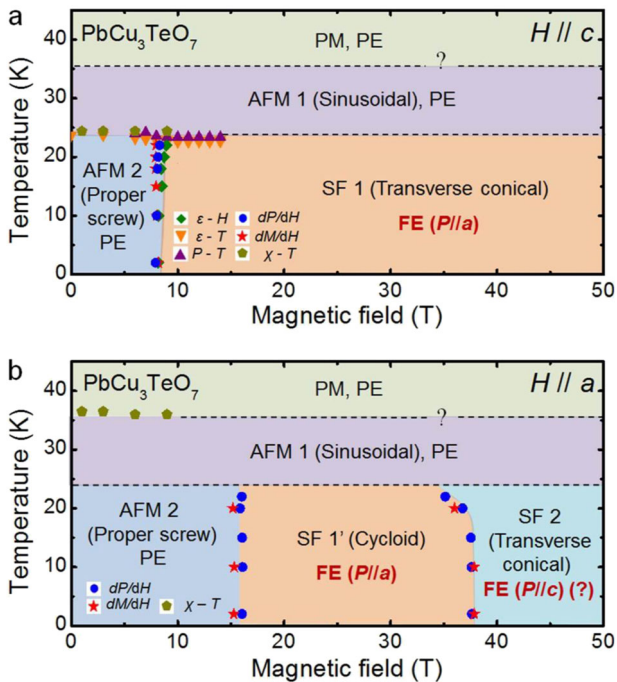 a
PbCu3TeO7
PM, PE
H // c
?
AFM 1 (Sinusoidal), PE
AFM 2
(Proper
screw)
PE
SF 1 (Transverse conical)
FE (P//a)
ε - H
dP/dH
ε - T
dM/dH
P - T
χ - T
Temperature (K)
40
30
20
10
0
0 10 20 30 40 50
Magnetic field (T)
b
PbCu3TeO7
PM, PE
H // a
?
AFM 1 (Sinusoidal), PE
AFM 2
(Proper screw)
PE
SF 1' (Cycloid)
FE (P//a)
SF 2
(Transverse
conical)
FE (P//c) (?)
dP/dH
dM/dH
χ – T
Temperature (K)
40
30
20
10
0
0 10 20 30 40 50
Magnetic field (T)